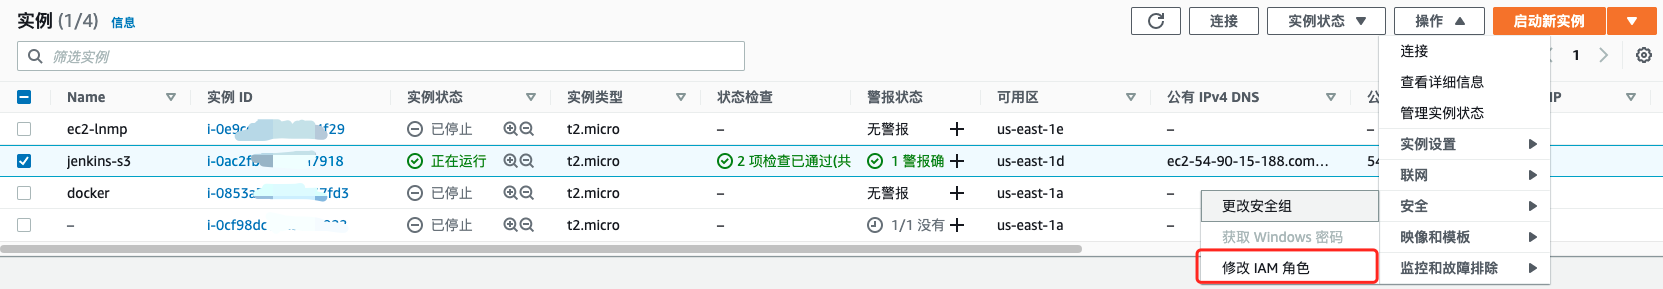 实例 (1/4) 信息 连接 实例状态 操作 启动新实例
筛选实例 1
Name 实例 ID 实例状态 实例类型 状态检查 警报状态 可用区 公有 IPv4 DNS 公 IP
ec2-lnmp i-0e9 4f29 已停止 t2.micro – 无警报 + us-east-1e – –
jenkins-s3 i-0ac2f 7918 正在运行 t2.micro 2 项检查已通过(共 1 警报确 + us-east-1d ec2-54-90-15-188.com... 54
docker i-0853a 7fd3 已停止 t2.micro – 无警报 + us-east-1a –
– i-0cf98dc 已停止 t2.micro – 1/1 没有 + us-east-1a –
连接
查看详细信息
管理实例状态
实例设置
联网
安全
映像和模板
监控和故障排除
更改安全组
获取 Windows 密码
修改 IAM 角色